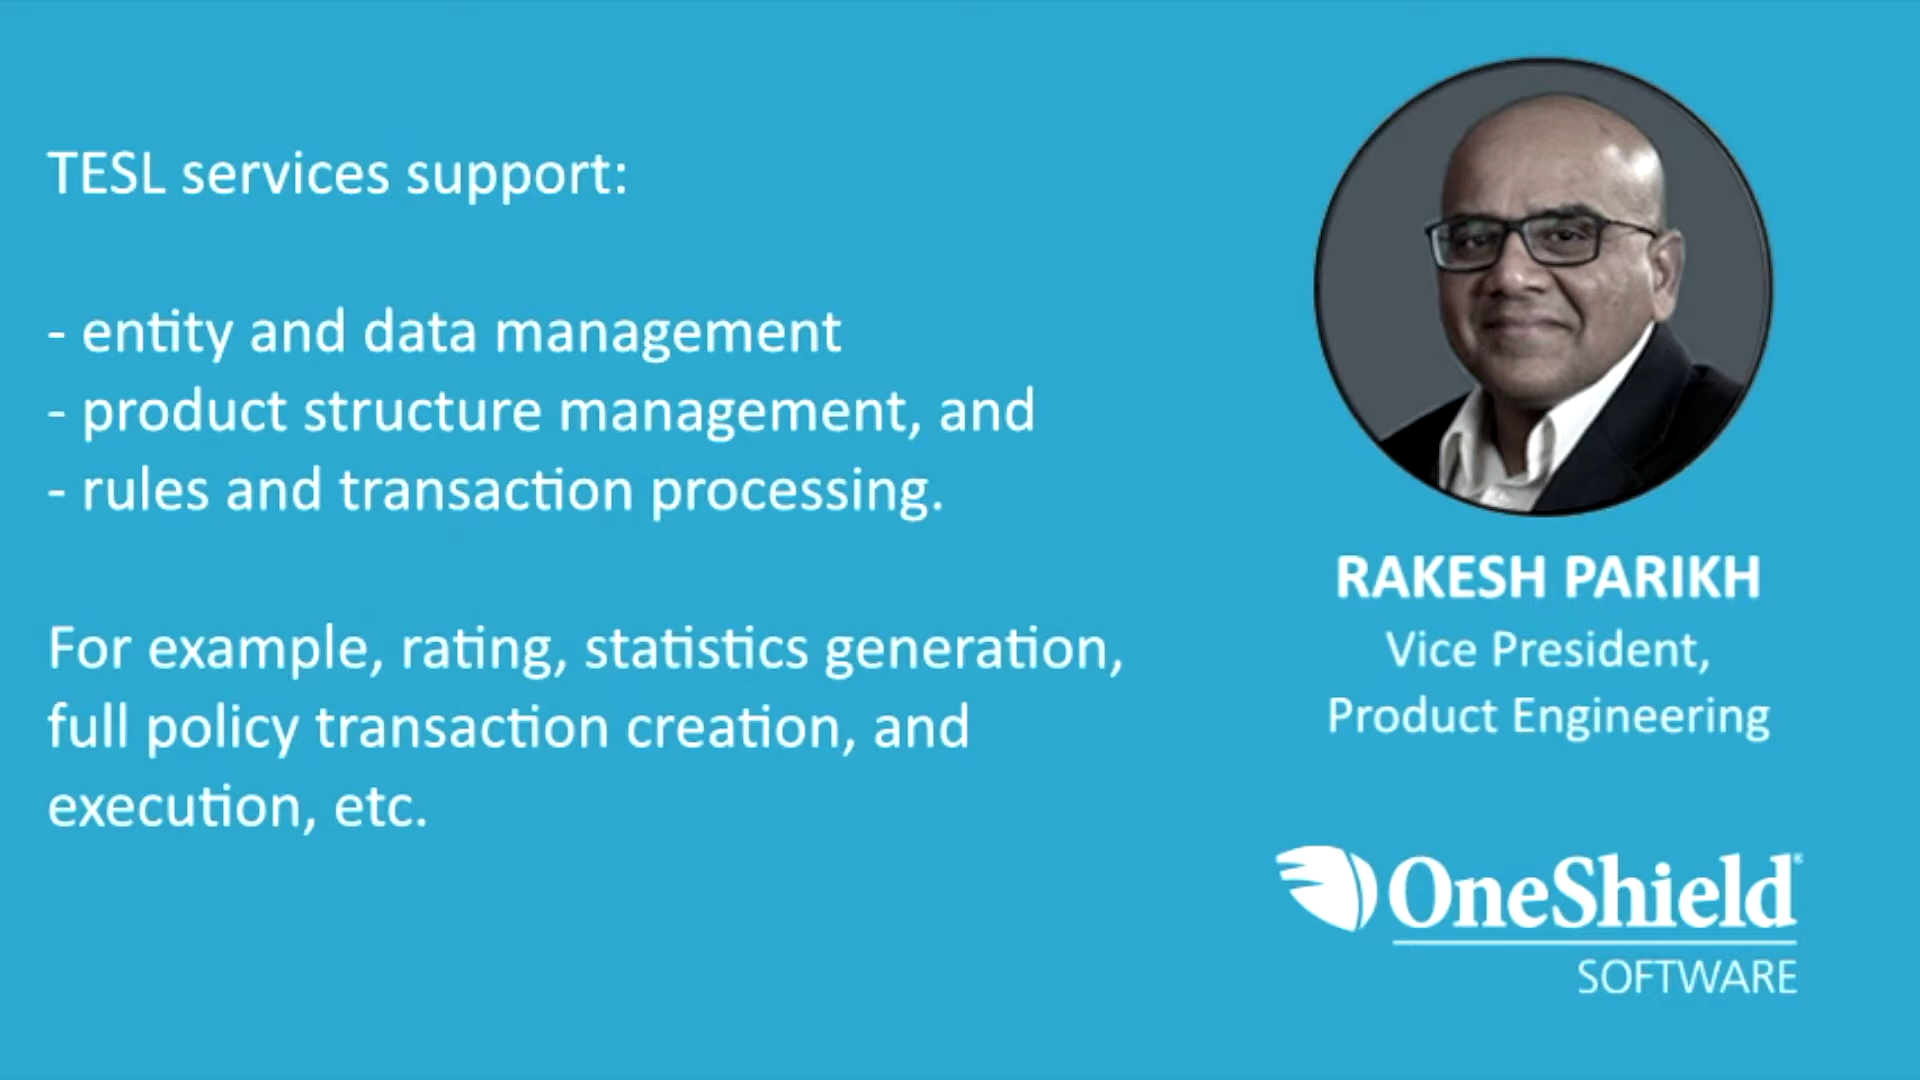 TESL services support:
- entity and data management
- product structure management, and
- rules and transaction processing.
For example, rating, statistics generation,
full policy transaction creation, and
execution, etc.
RAKESH PARIKH
Vice President,
Product Engineering
OneShield®
SOFTWARE